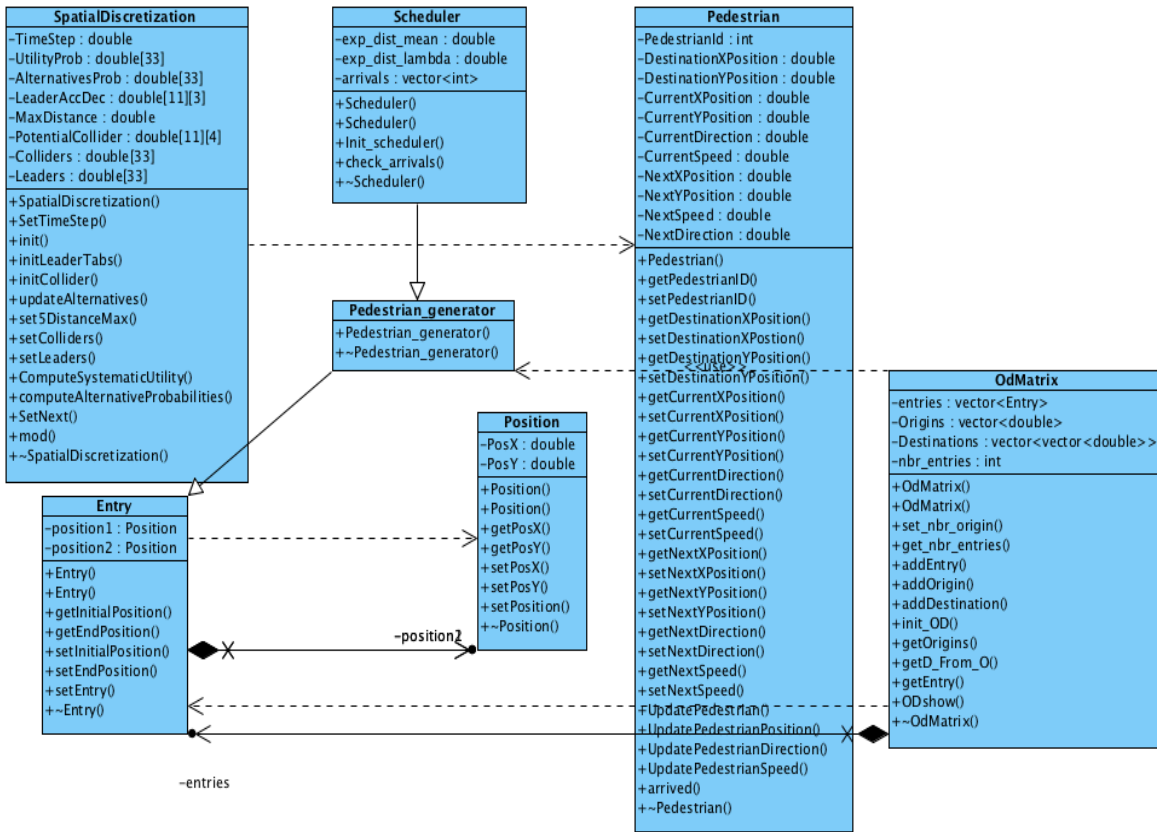 SpatialDiscretization
-TimeStep : double
-UtilityProb : double[33]
-AlternativesProb : double[33]
-LeaderAccDec : double[11][3]
-MaxDistance : double
-PotentialCollider : double[11][4]
-Colliders : double[33]
-Leaders : double[33]
+SpatialDiscretization()
+SetTimeStep()
+init()
+initLeaderTabs()
+initCollider()
+updateAlternatives()
+set5DistanceMax()
+setColliders()
+setLeaders()
+ComputeSystematicUtility()
+computeAlternativeProbabilities()
+SetNext()
+mod()
+~SpatialDiscretization()
Scheduler
-exp_dist_mean : double
-exp_dist_lambda : double
-arrivals : vector<int>
+Scheduler()
+Scheduler()
+Init_scheduler()
+check_arrivals()
+~Scheduler()
Pedestrian_generator
+Pedestrian_generator()
+~Pedestrian_generator()
Entry
-position1 : Position
-position2 : Position
+Entry()
+Entry()
+getInitialPosition()
+getEndPosition()
+setInitialPosition()
+setEndPosition()
+setEntry()
+~Entry()
Position
-PosX : double
-PosY : double
+Position()
+Position()
+getPosX()
+getPosY()
+setPosX()
+setPosY()
+setPosition()
+~Position()
-entries
Pedestrian
-PedestrianId : int
-DestinationXPosition : double
-DestinationYPosition : double
-CurrentXPosition : double
-CurrentYPosition : double
-CurrentDirection : double
-CurrentSpeed : double
-NextXPosition : double
-NextYPosition : double
-NextSpeed : double
-NextDirection : double
+Pedestrian()
+getPedestrianID()
+setPedestrianID()
+getDestinationXPosition()
+setDestinationXPostion()
+getDestinationYPosition()
<<use>>
+setDestinationYPosition()
+getCurrentXPosition()
+setCurrentXPosition()
+getCurrentYPosition()
+setCurrentYPosition()
+getCurrentDirection()
+setCurrentDirection()
+getCurrentSpeed()
+setCurrentSpeed()
+getNextXPosition()
+setNextXPosition()
+getNextYPosition()
+setNextYPosition()
+getNextDirection()
+setNextDirection()
+getNextSpeed()
+setNextSpeed()
+UpdatePedestrian()
+UpdatePedestrianPosition()
+UpdatePedestrianDirection()
+UpdatePedestrianSpeed()
+arrived()
+~Pedestrian()
OdMatrix
-entries : vector<Entry>
-Origins : vector<double>
-Destinations : vector<vector<double>>
-nbr_entries : int
+OdMatrix()
+OdMatrix()
+set_nbr_origin()
+get_nbr_entries()
+addEntry()
+addOrigin()
+addDestination()
+init_OD()
+getOrigins()
+getD_From_O()
+getEntry()
+ODshow()
+~OdMatrix()